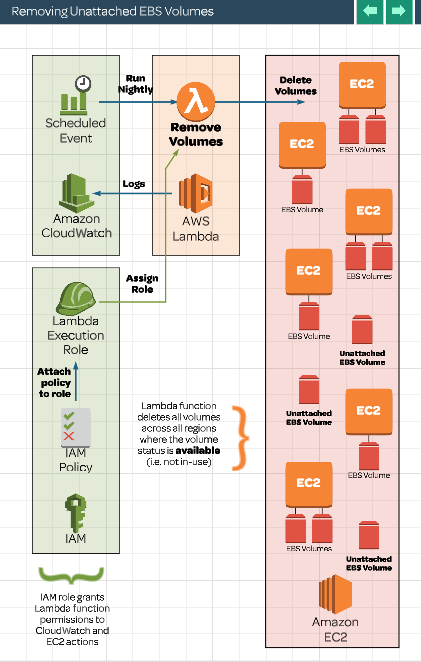 Removing Unattached EBS Volumes
Run
Nightly
Scheduled
Event
Remove
Volumes
Delete
Volumes
EC2
EBS Volumes
EC2
EBS Volume
Logs
Amazon
CloudWatch
AWS
Lambda
EC2
EBS Volumes
EC2
EBS Volume
Assign
Role
Lambda
Execution
Role
Unattached
EBS Volume
Attach
policy
to role
Unattached
EBS Volume
EC2
EBS Volume
Lambda function
deletes all volumes
across all regions
where the volume
status is available
(i.e. not in-use)
IAM
Policy
EC2
EBS Volumes
Unattached
EBS Volume
IAM
IAM role grants
Lambda function
permissions to
CloudWatch and
EC2 actions
Amazon
EC2